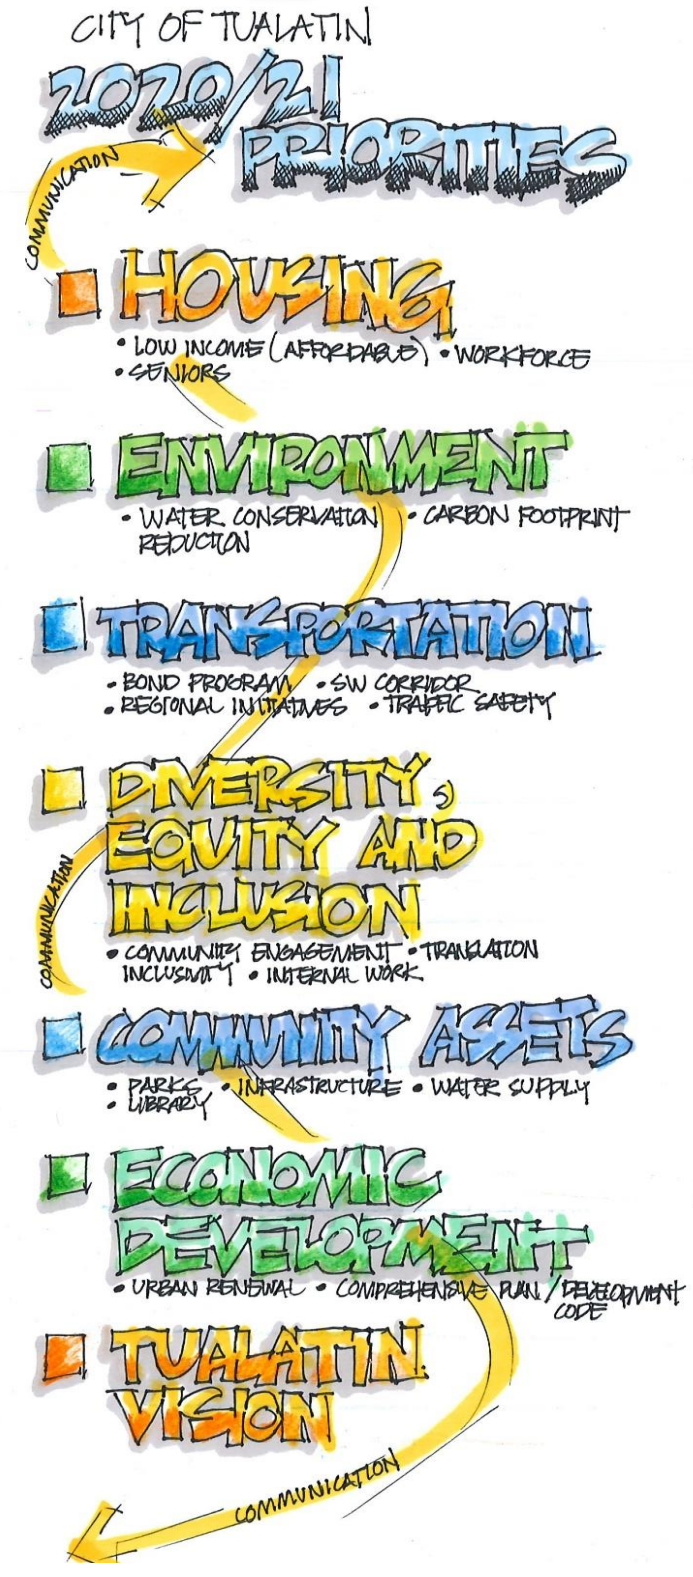 CITY OF TUALATIN
2020/21
PRIORITIES
COMMUNICATION
HOUSING
• LOW INCOME (AFFORDABLE) • WORKFORCE
• SENIORS
ENVIRONMENT
• WATER CONSERVATION • CARBON FOOTPRINT
REDUCTION
TRANSPORTATION
• BOND PROGRAM • SW CORRIDOR
• REGIONAL INITIATIVES • TRAFFIC SAFETY
DIVERSITY,
EQUITY AND
INCLUSION
COMMUNICATION
• COMMUNITY ENGAGEMENT • TRANSLATION
INCLUSIVITY • INTERNAL WORK
COMMUNITY ASSETS
• PARKS • INFRASTRUCTURE • WATER SUPPLY
• LIBRARY
ECONOMIC
DEVELOPMENT
• URBAN RENEWAL • COMPREHENSIVE PLAN / DEVELOPMENT
CODE
TUALATIN
VISION
COMMUNICATION